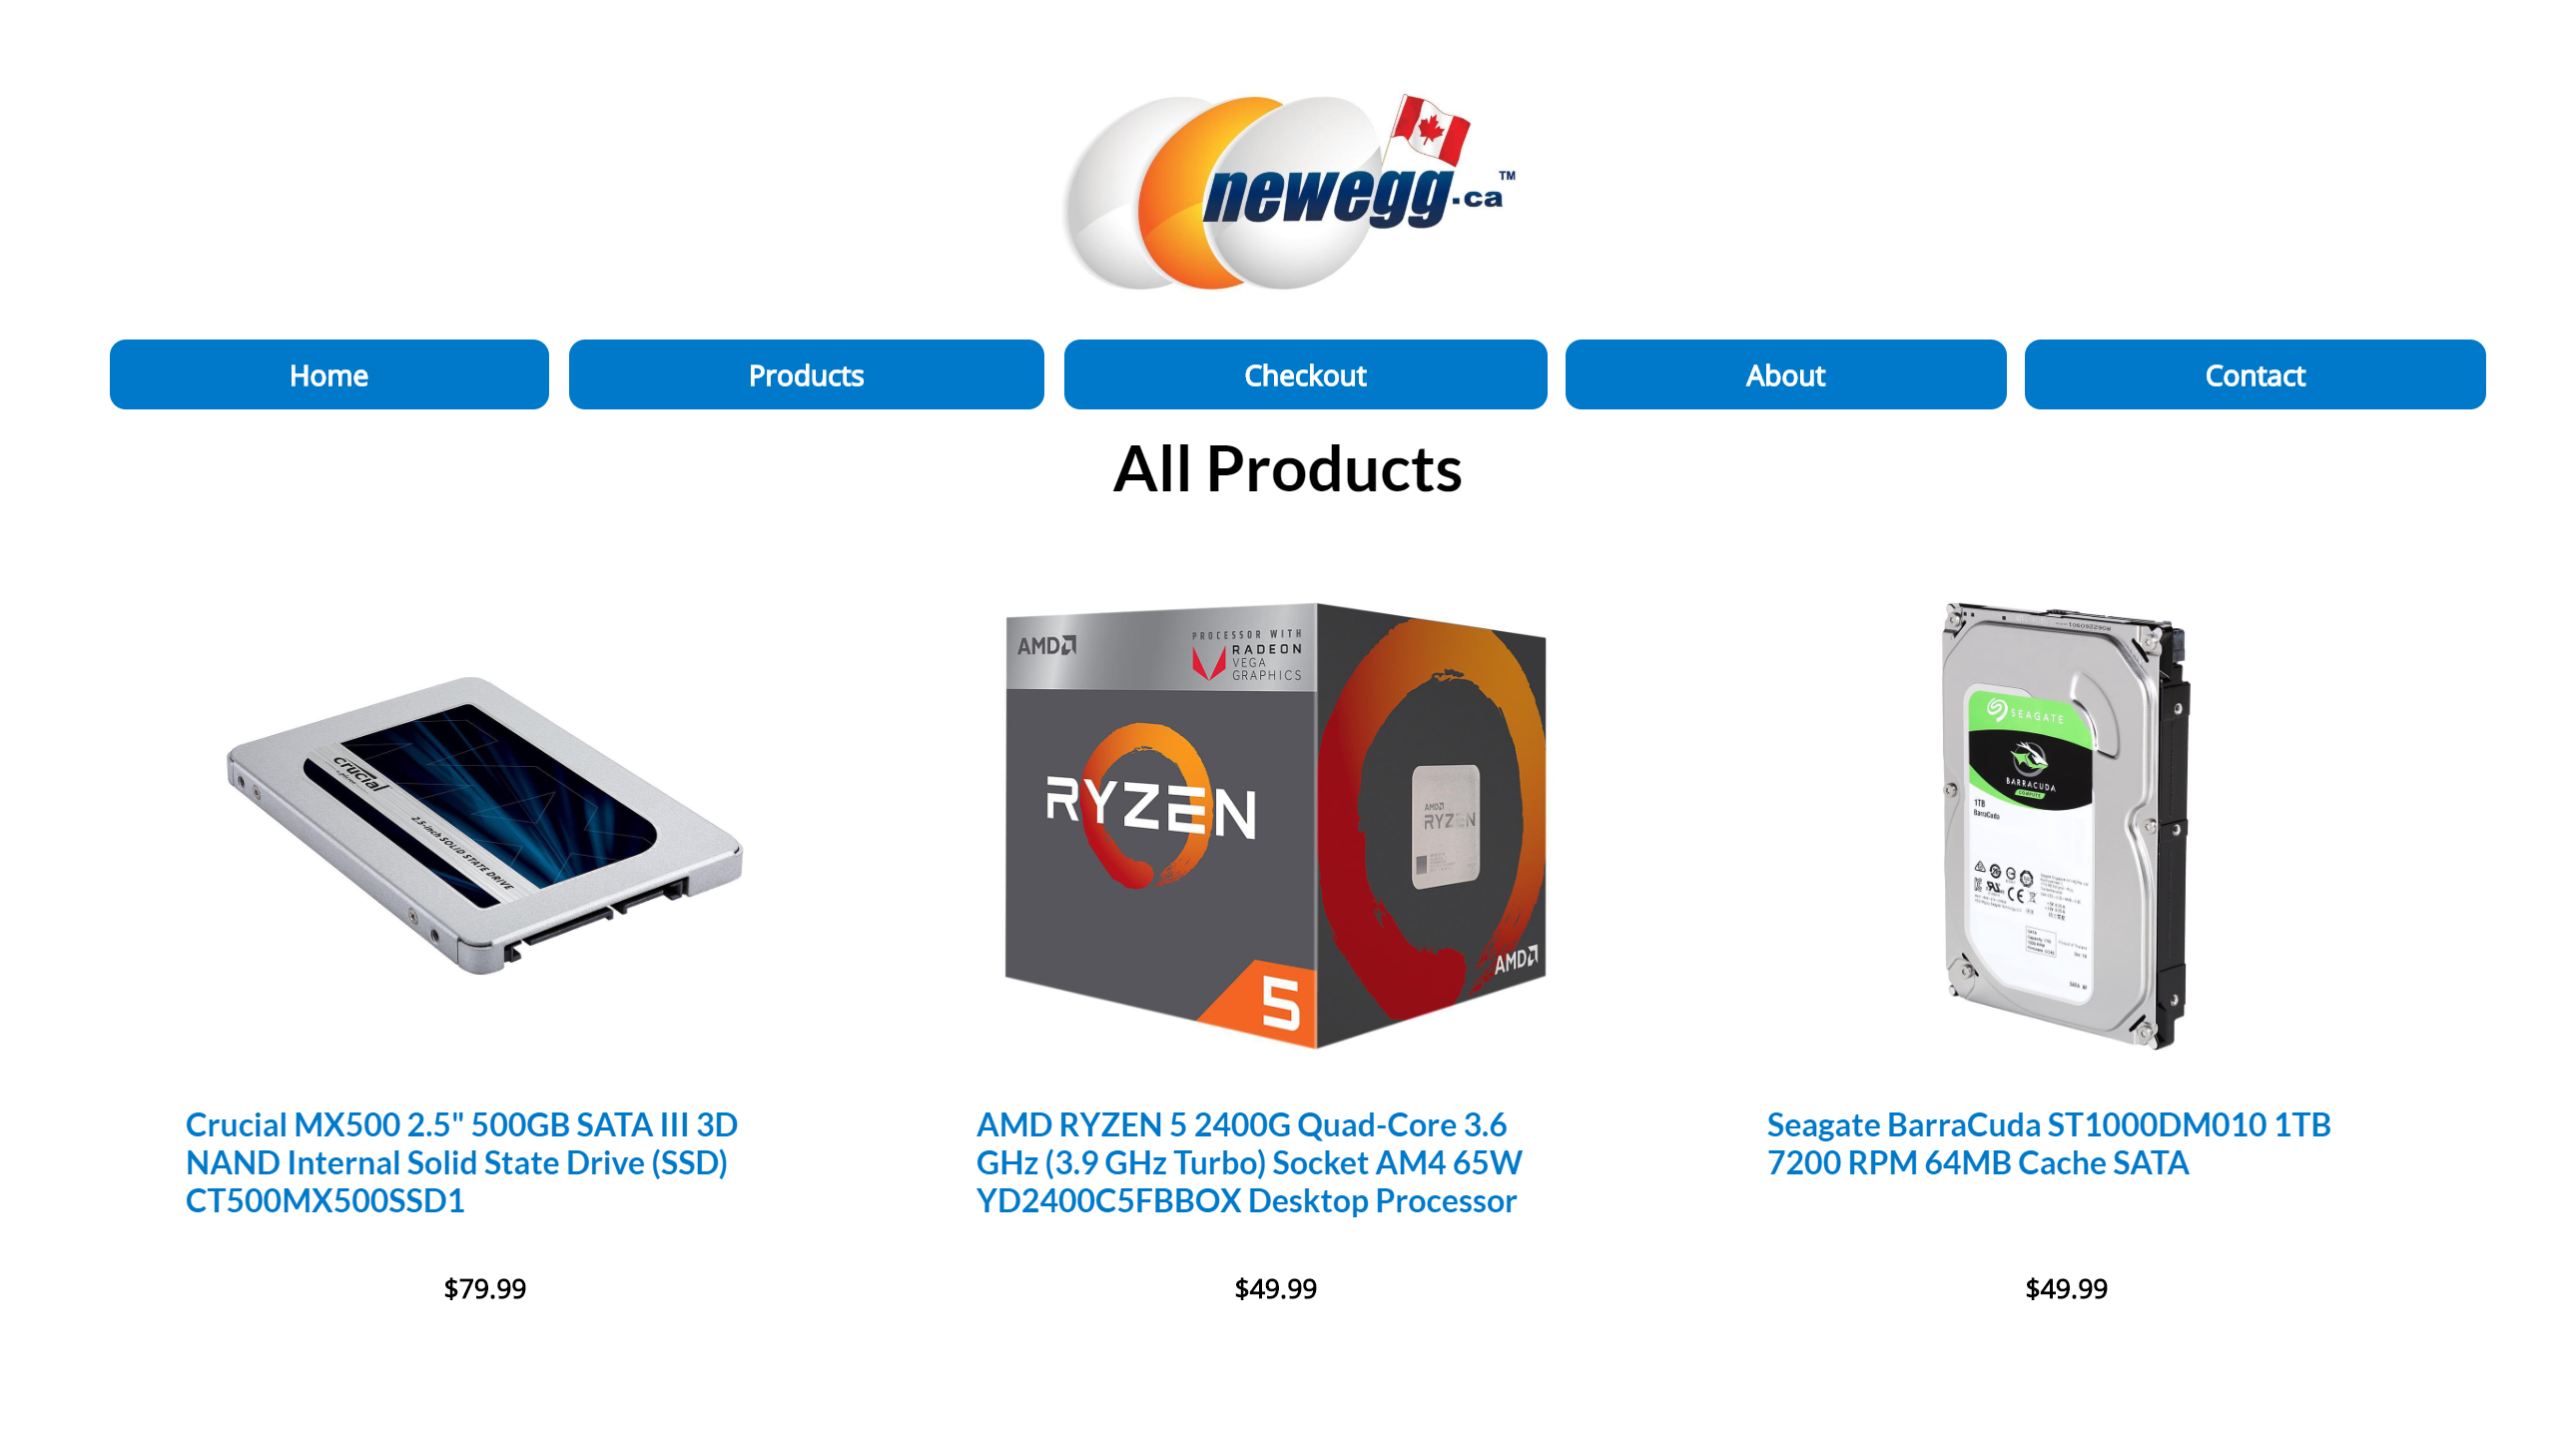 newegg.ca™
Home
Products
Checkout
About
Contact
All Products
AMD
PROCESSOR WITH
RADEON
VEGA
GRAPHICS
RYZEN
5
AMD
RYZEN
AMD
crucial
2.5-inch SOLID STATE DRIVE
SEAGATE
BARRACUDA
COMPUTE
1TB
BarraCuda
Crucial MX500 2.5" 500GB SATA III 3D
NAND Internal Solid State Drive (SSD)
CT500MX500SSD1
$79.99
AMD RYZEN 5 2400G Quad-Core 3.6
GHz (3.9 GHz Turbo) Socket AM4 65W
YD2400C5FBBOX Desktop Processor
$49.99
Seagate BarraCuda ST1000DM010 1TB
7200 RPM 64MB Cache SATA
$49.99